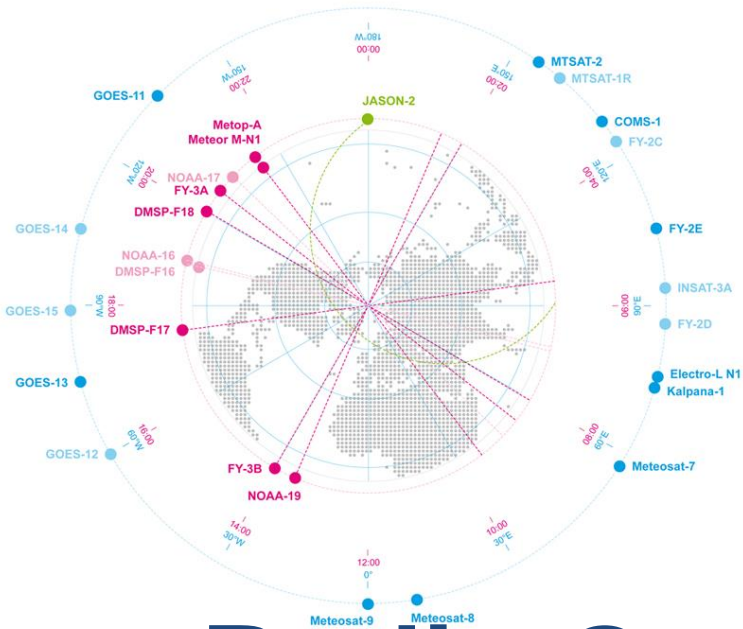 180°W
00:00
150°W
22:00
150°E
02:00
MTSAT-2
MTSAT-1R
GOES-11
JASON-2
COMS-1
FY-2C
Metop-A
Meteor M-N1
120°W
20:00
NOAA-17
FY-3A
DMSP-F18
120°E
04:00
GOES-14
FY-2E
NOAA-16
DMSP-F16
INSAT-3A
GOES-15
90°W
18:00
06:00
90°E
DMSP-F17
FY-2D
GOES-13
Electro-L N1
Kalpana-1
16:00
60°W
08:00
60°E
GOES-12
FY-3B
NOAA-19
Meteosat-7
14:00
30°W
10:00
30°E
12:00
0°
Meteosat-9
Meteosat-8